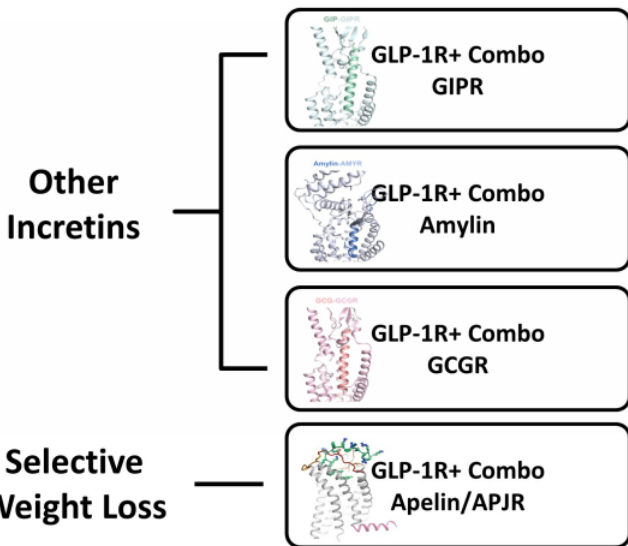 Other
Incretins
GIP-GIPR
GLP-1R+ Combo
GIPR
Amylin-AMYR
GLP-1R+ Combo
Amylin
GCG-GCGR
GLP-1R+ Combo
GCGR
Selective
Weight Loss
GLP-1R+ Combo
Apelin/APJR